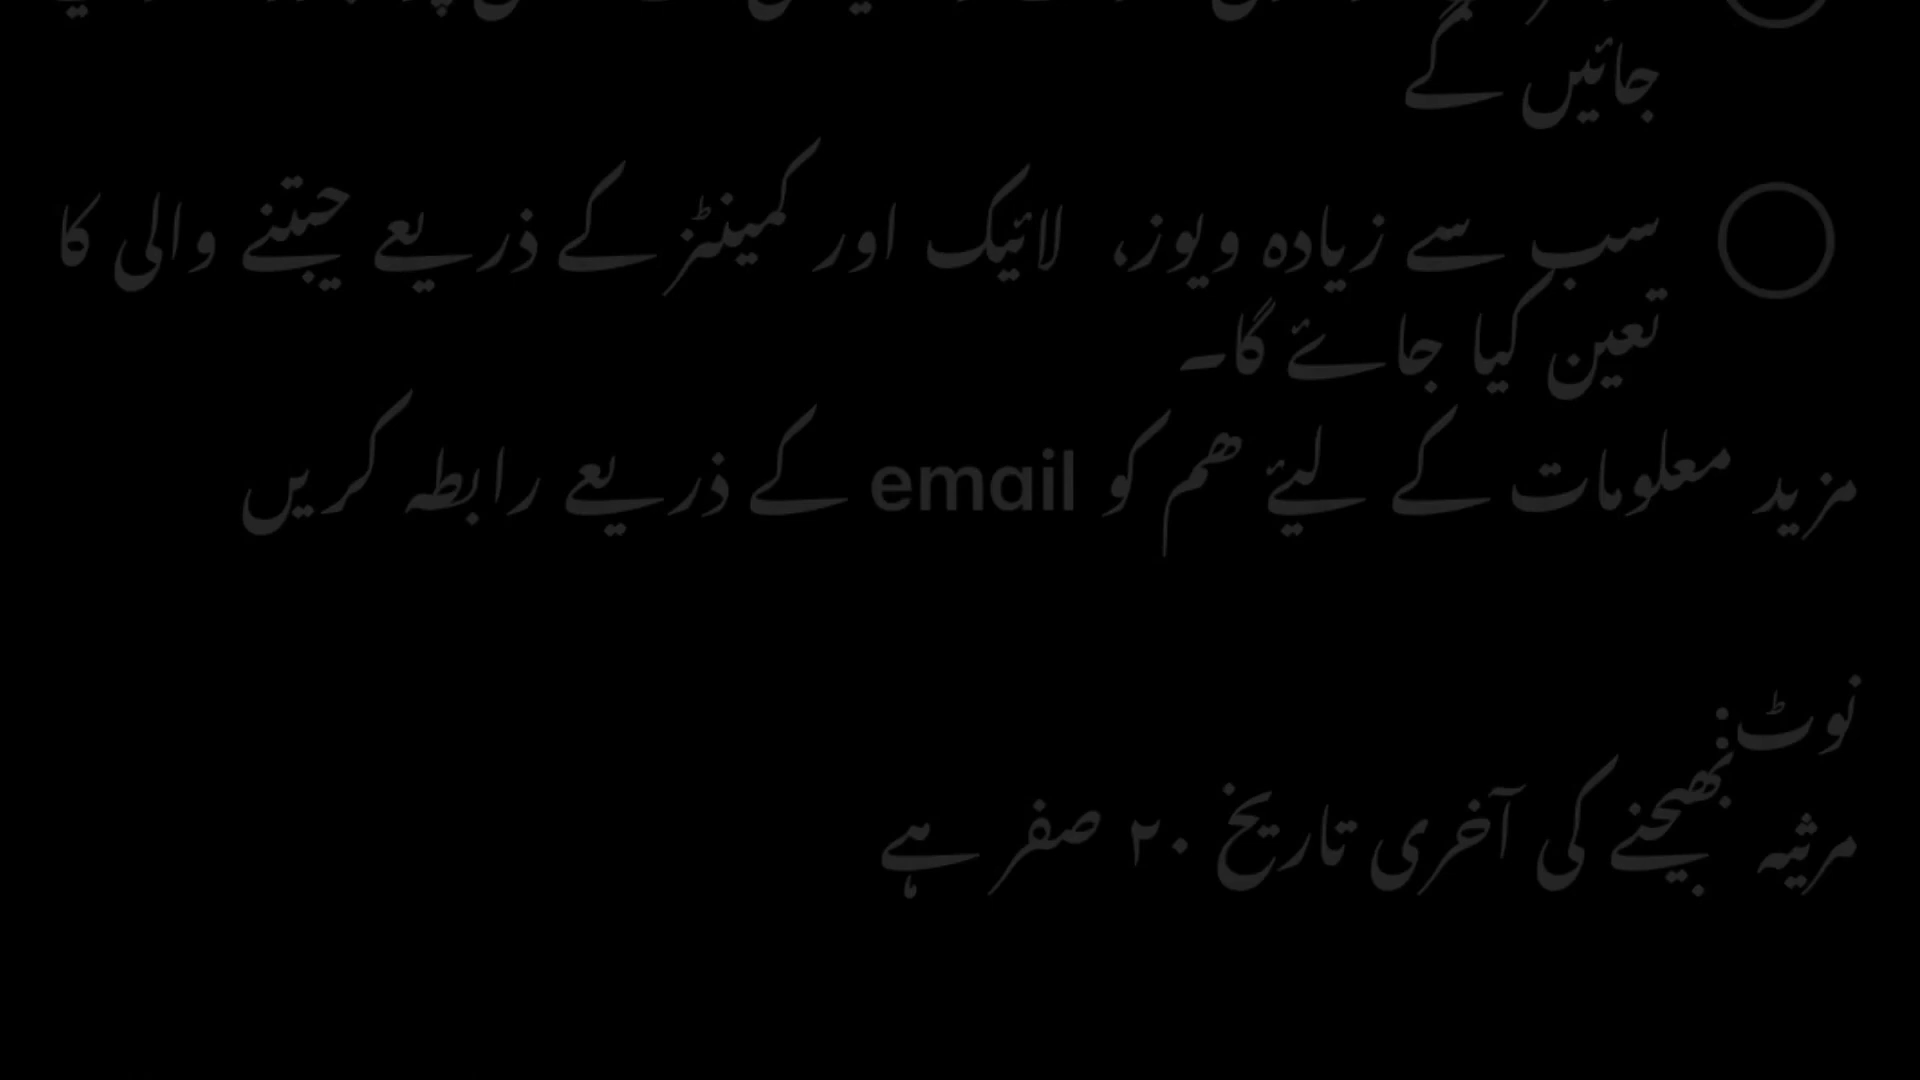 جائیں گے
سب سے زیادہ ویوز، لائیک اور کمینٹز کے ذریعے جیتنے والی کا
تعین کیا جائے گا۔
مزید معلومات کے لیئے ھم کو email کے ذریعے رابطہ کریں
نوٹ:
مرثیہ بھیجنے کی آخری تاریخ ۲۰ صفر ہے